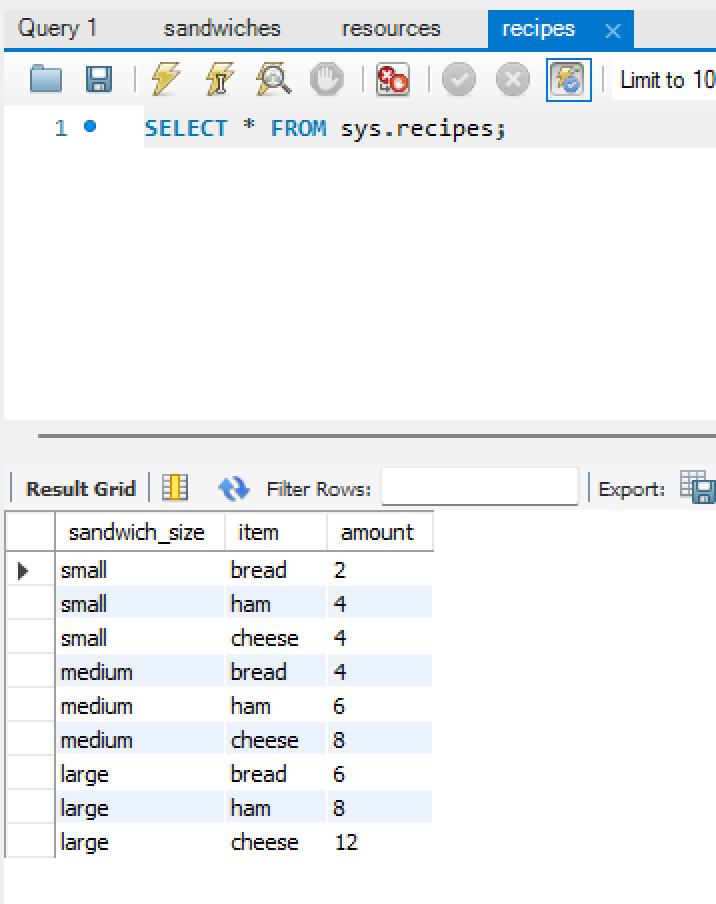 Query 1 sandwiches resources recipes
Limit to 10
1 SELECT * FROM sys.recipes;
Result Grid Filter Rows: Export:
sandwich_size item amount
small bread 2
small ham 4
small cheese 4
medium bread 4
medium ham 6
medium cheese 8
large bread 6
large ham 8
large cheese 12